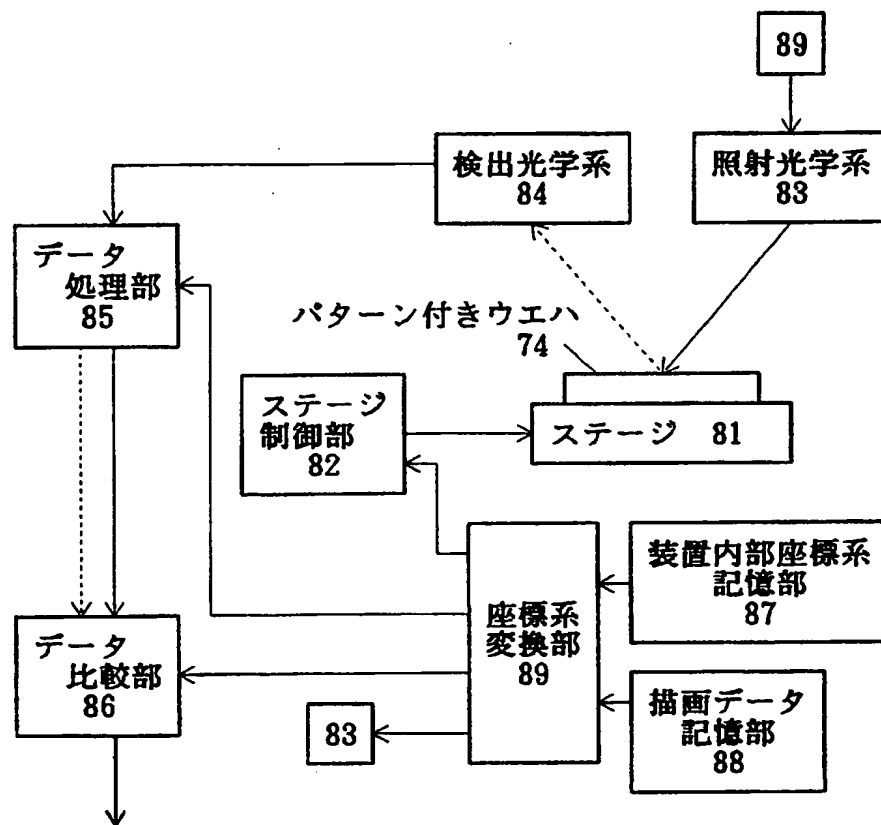 89
検出光学系
84
照射光学系
83
データ
処理部
85
パターン付きウエハ
74
ステージ
制御部
82
ステージ 81
装置内部座標系
記憶部
87
座標系
変換部
89
データ
比較部
86
描画データ
記憶部
88
83